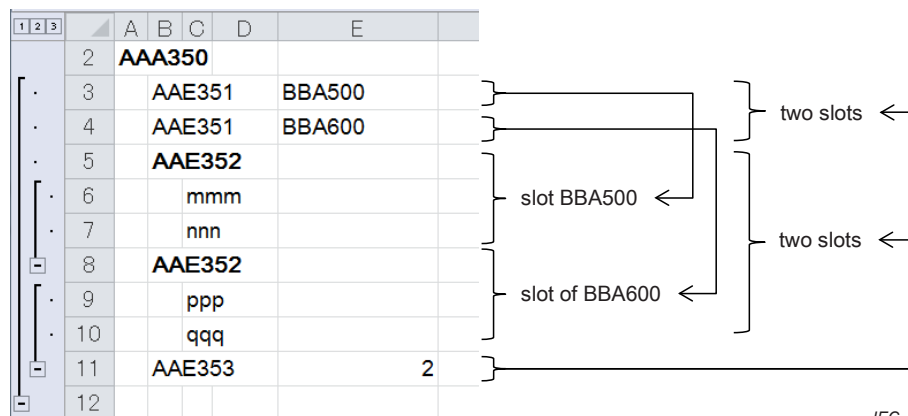 1 2 3 A B C D E
2 AAA350
3 AAE351 BBA500 two slots
4 AAE351 BBA600
5 AAE352
6 mmm slot BBA500
7 nnn two slots
8 AAE352
9 ppp slot of BBA600
10 qqq
11 AAE353 2
12